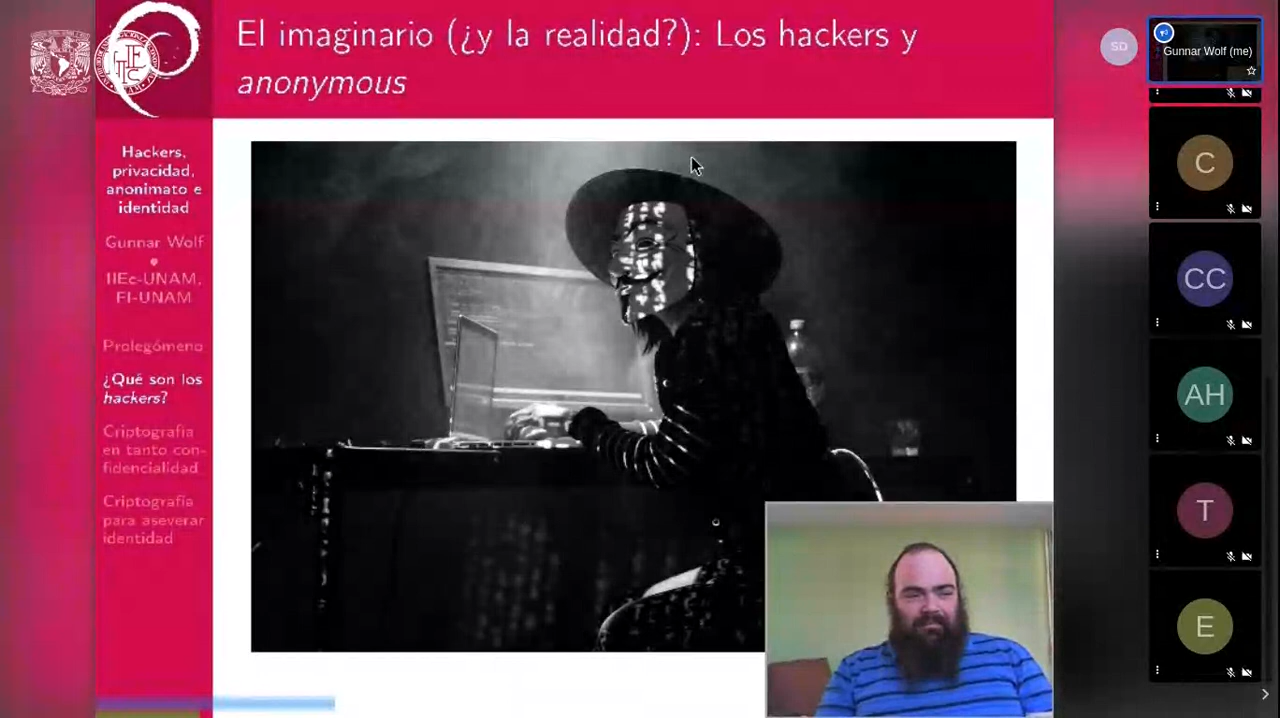 El imaginario (¿y la realidad?): Los hackers y
anonymous
Hackers,
privacidad,
anonimato e
identidad
Gunnar Wolf
IIEc-UNAM,
FI-UNAM
Prolegómeno
¿Qué son los
hackers?
Criptografía
en tanto con-
fidencialidad
Criptografía
para aseverar
identidad
SD
Gunnar Wolf (me)
C
CC
AH
T
E